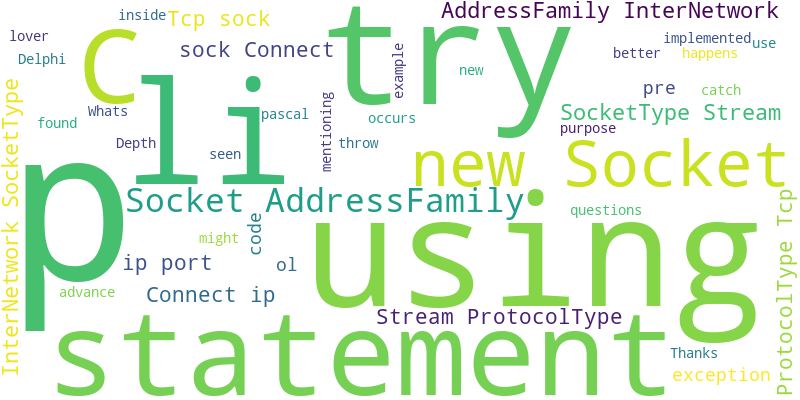 inside
Tcp sock
AddressFamily InterNetwork
lover
C
try
sock Connect
implemented
use
Delphi
better
happens
example
new
InterNetwork SocketType
li
pre
catch
Whats
pascal
mentioning
occurs
SocketType Stream
found
purpose
Depth
seen
throw
new Socket
p
Socket AddressFamily
using
questions
ProtocolType Tcp
might
code
ip port
ol
advance
Connect ip
Stream ProtocolType
statement
Thanks
exception